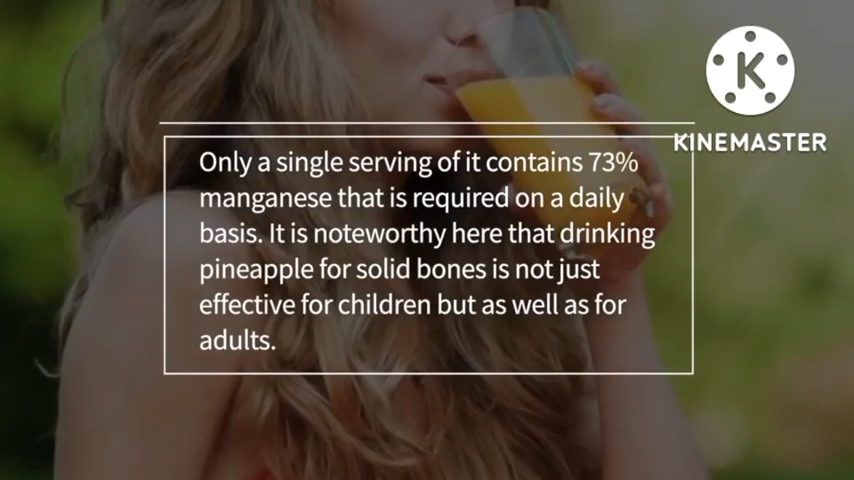 K
KINEMASTER
Only a single serving of it contains 73%
manganese that is required on a daily
basis. It is noteworthy here that drinking
pineapple for solid bones is not just
effective for children but as well as for
adults.